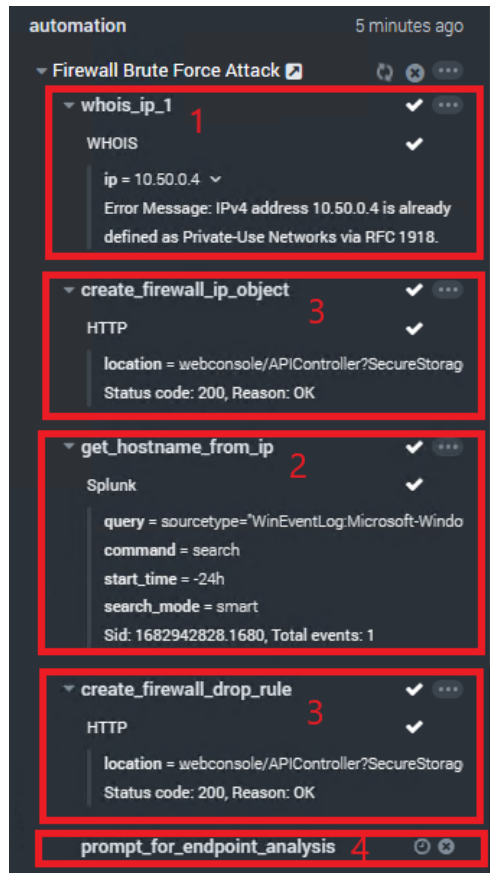 automation 5 minutes ago
Firewall Brute Force Attack
whois_ip_1
1
WHOIS
ip = 10.50.0.4
Error Message: IPv4 address 10.50.0.4 is already
defined as Private-Use Networks via RFC 1918.
create_firewall_ip_object
3
HTTP
location = webconsole/APIController?SecureStorag
Status code: 200, Reason: OK
get_hostname_from_ip
2
Splunk
query = sourcetype="WinEventLog:Microsoft-Windo
command = search
start_time = -24h
search_mode = smart
Sid: 1682942828.1680, Total events: 1
create_firewall_drop_rule
3
HTTP
location = webconsole/APIController?SecureStorag
Status code: 200, Reason: OK
prompt_for_endpoint_analysis 4